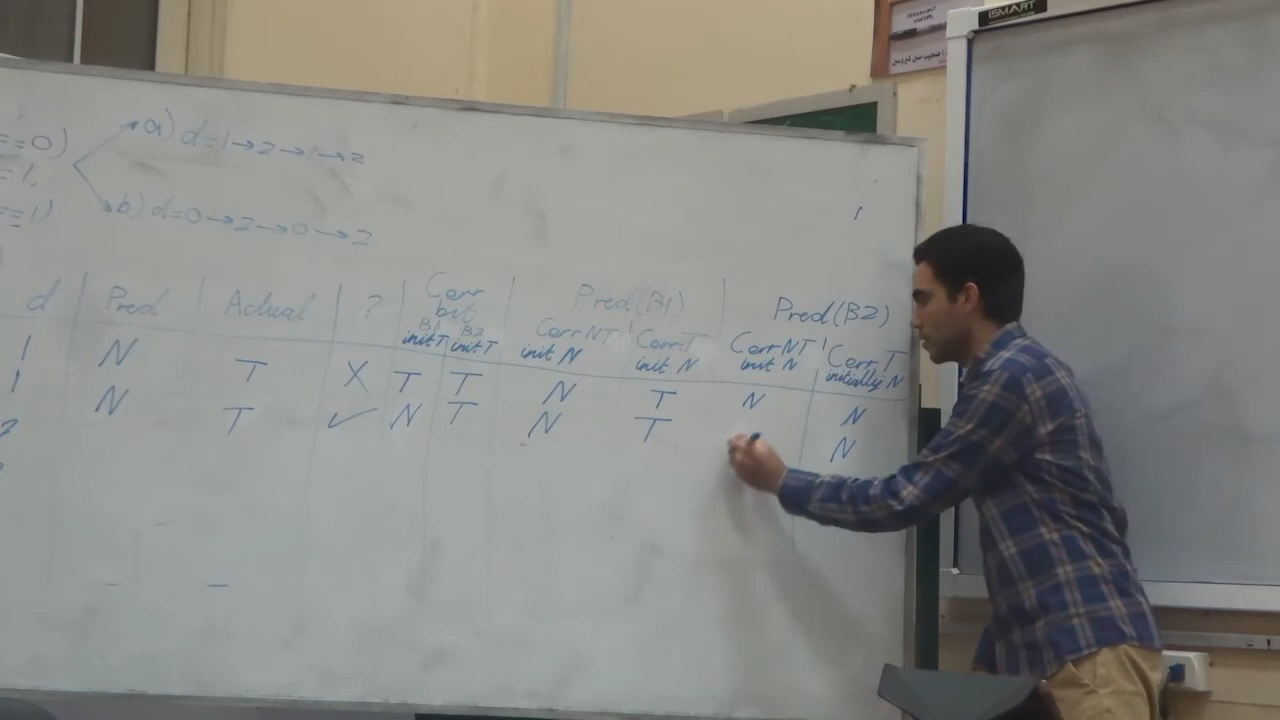 ISMART
==0)
a) d=1→2→1→2
=1;
==1)
b) d=0→2→0→2
d Pred Actual ? Corr bit Pred(B1) Pred(B2)
B1 init T B2 init T Corr NT init N Corr T init N Corr NT init N Corr T initially N
1 N T X T T N T N N
1 N T ✓ N T N T N
2